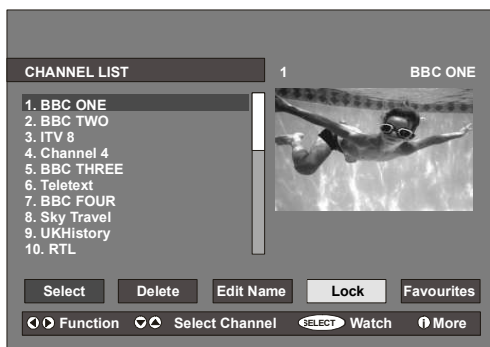 CHANNEL LIST
1 BBC ONE
1. BBC ONE
2. BBC TWO
3. ITV 8
4. Channel 4
5. BBC THREE
6. Teletext
7. BBC FOUR
8. Sky Travel
9. UKHistory
10. RTL
Select Delete Edit Name Lock Favourites
Function Select Channel SELECT Watch i More